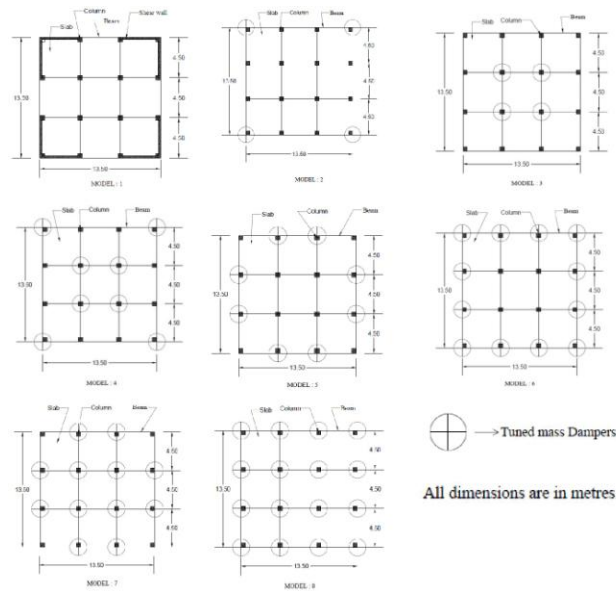 Column
Beam
Shear wall
Slab
4.50
13.50
4.50
4.50
13.50
MODEL : 1
Slab
Column
Beam
4.50
13.50
4.50
4.50
13.50
MODEL : 2
Slab
Column
Beam
4.50
13.50
4.50
4.50
13.50
MODEL : 3
Slab
Column
Beam
4.50
13.50
4.50
4.50
13.50
MODEL : 4
Slab
Column
Beam
4.50
13.50
4.50
4.50
13.50
MODEL : 5
Slab
Column
Beam
4.50
13.50
4.50
4.50
13.50
MODEL : 6
Slab
Column
Beam
4.50
13.50
4.50
4.50
13.50
MODEL : 7
Slab
Column
Beam
4.50
13.50
4.50
4.50
13.50
MODEL : 8
Tuned mass Dampers
All dimensions are in metres